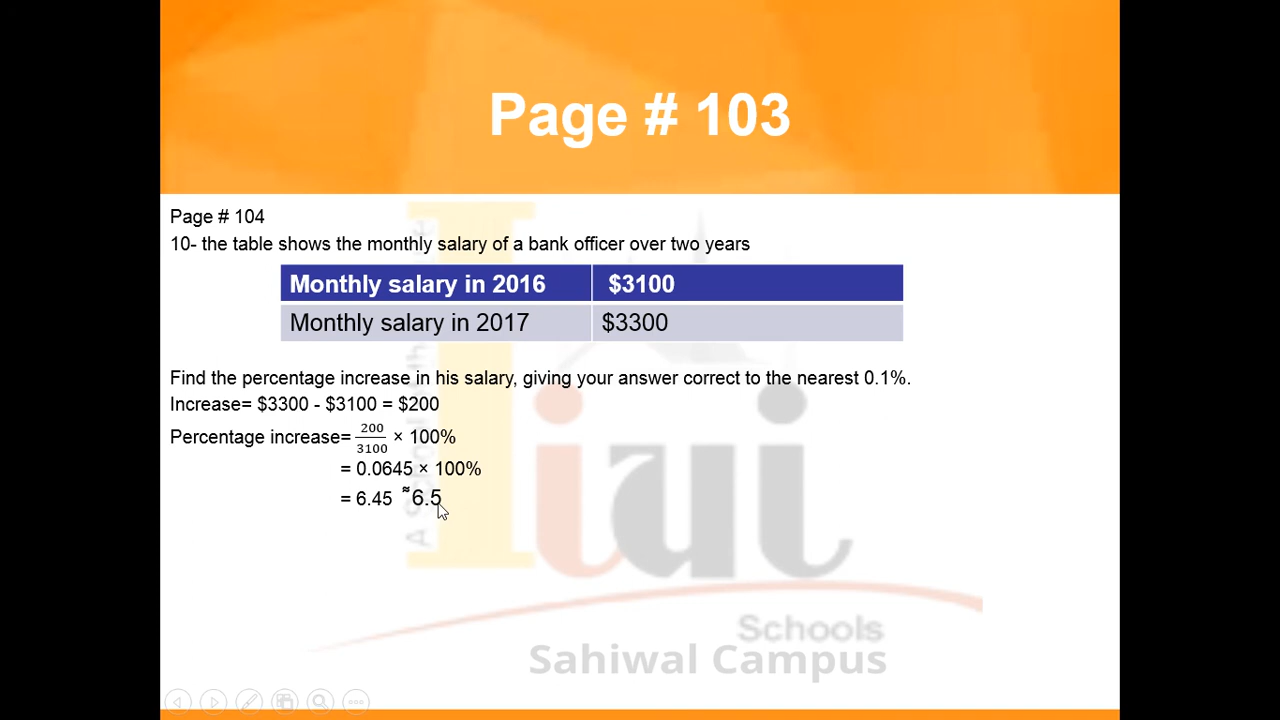 Page # 103
Page # 104
10- the table shows the monthly salary of a bank officer over two years
Monthly salary in 2016 $3100
Monthly salary in 2017 $3300
Find the percentage increase in his salary, giving your answer correct to the nearest 0.1%.
Increase= $3300 - $3100 = $200
Percentage increase= 200/3100 × 100%
= 0.0645 × 100%
= 6.45 ≈6.5
Iiui
Schools
Sahiwal Campus